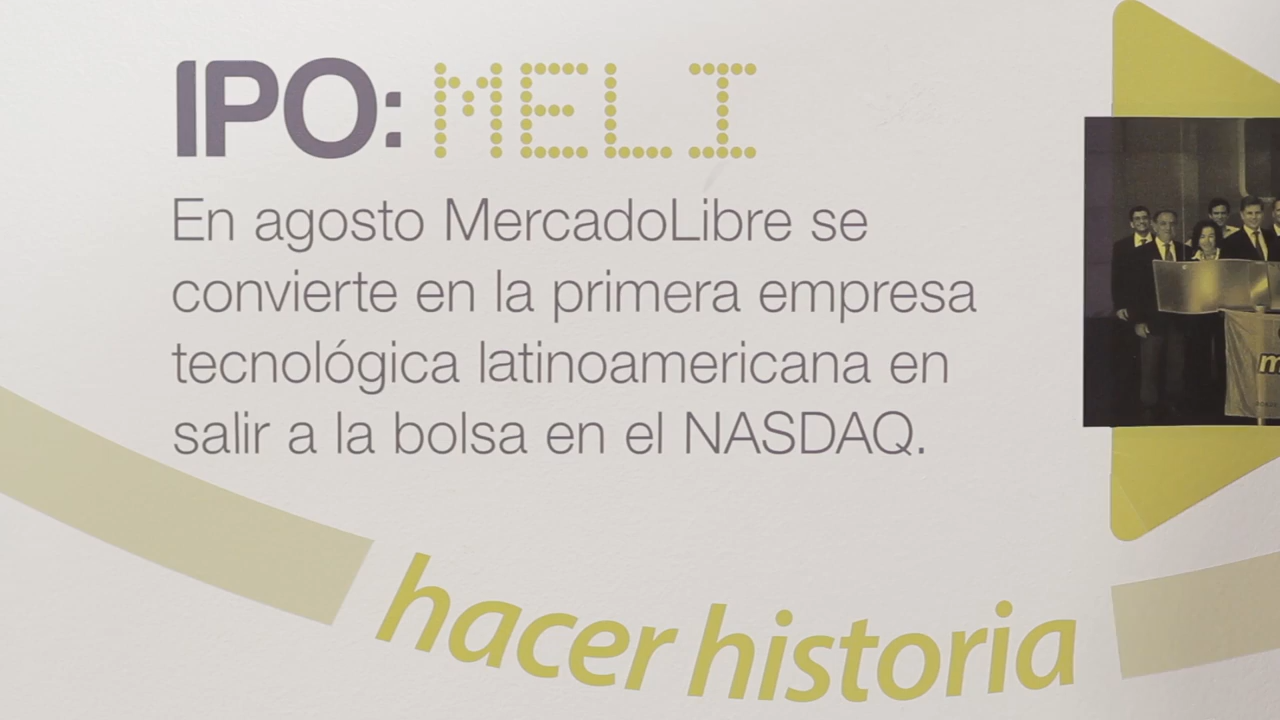 IPO: MELI
En agosto MercadoLibre se
convierte en la primera empresa
tecnológica latinoamericana en
salir a la bolsa en el NASDAQ.
hacer historia